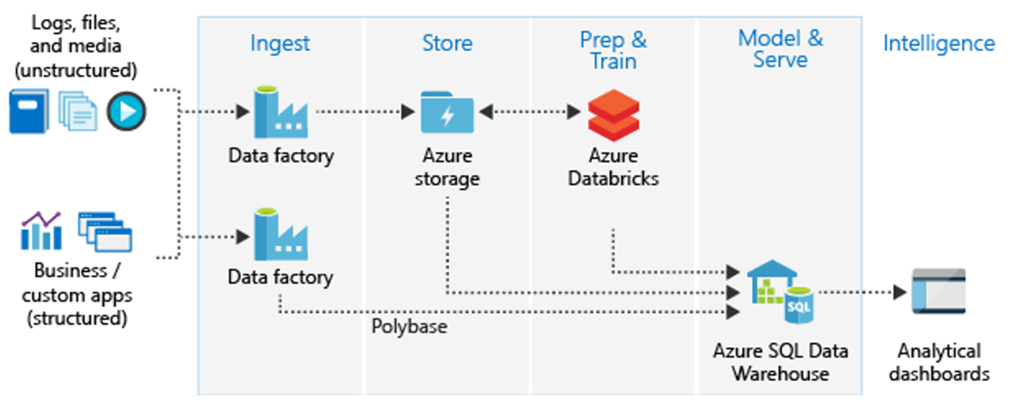 Logs, files,
and media
(unstructured)
Ingest
Store
Prep &
Train
Model &
Serve
Intelligence
Data factory
Azure
storage
Azure
Databricks
Business /
custom apps
(structured)
Data factory
Polybase
SQL
Azure SQL Data
Warehouse
Analytical
dashboards